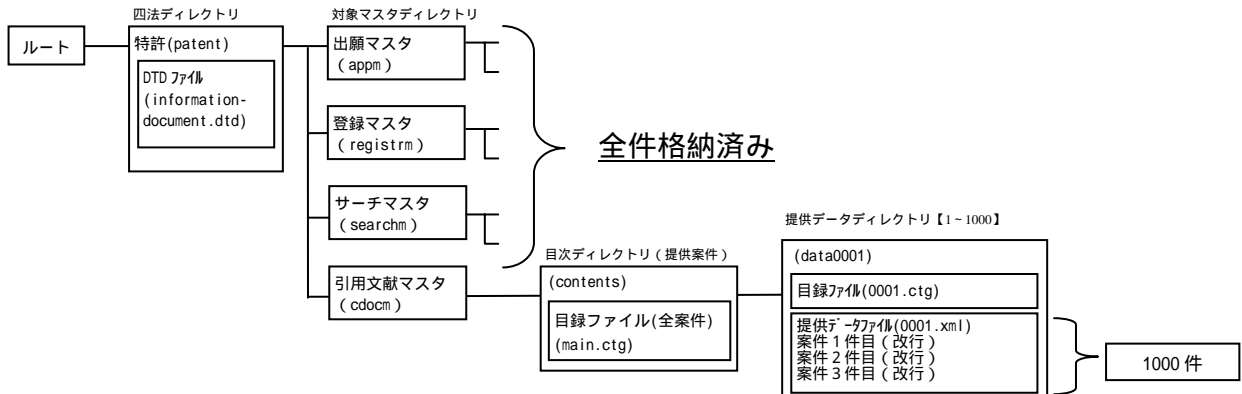 四法ディレクトリ
対象マスタディレクトリ
ルート
特許(patent)
DTD ファイル
(information-
document.dtd)
出願マスタ
(appm)
登録マスタ
(registrm)
サーチマスタ
(searchm)
引用文献マスタ
(cdocm)
全件格納済み
目次ディレクトリ(提供案件)
(contents)
目録ファイル(全案件)
(main.ctg)
提供データディレクトリ【1~1000】
(data0001)
目録ファイル(0001.ctg)
提供データファイル(0001.xml)
案件1件目(改行)
案件2件目(改行)
案件3件目(改行)
1000 件